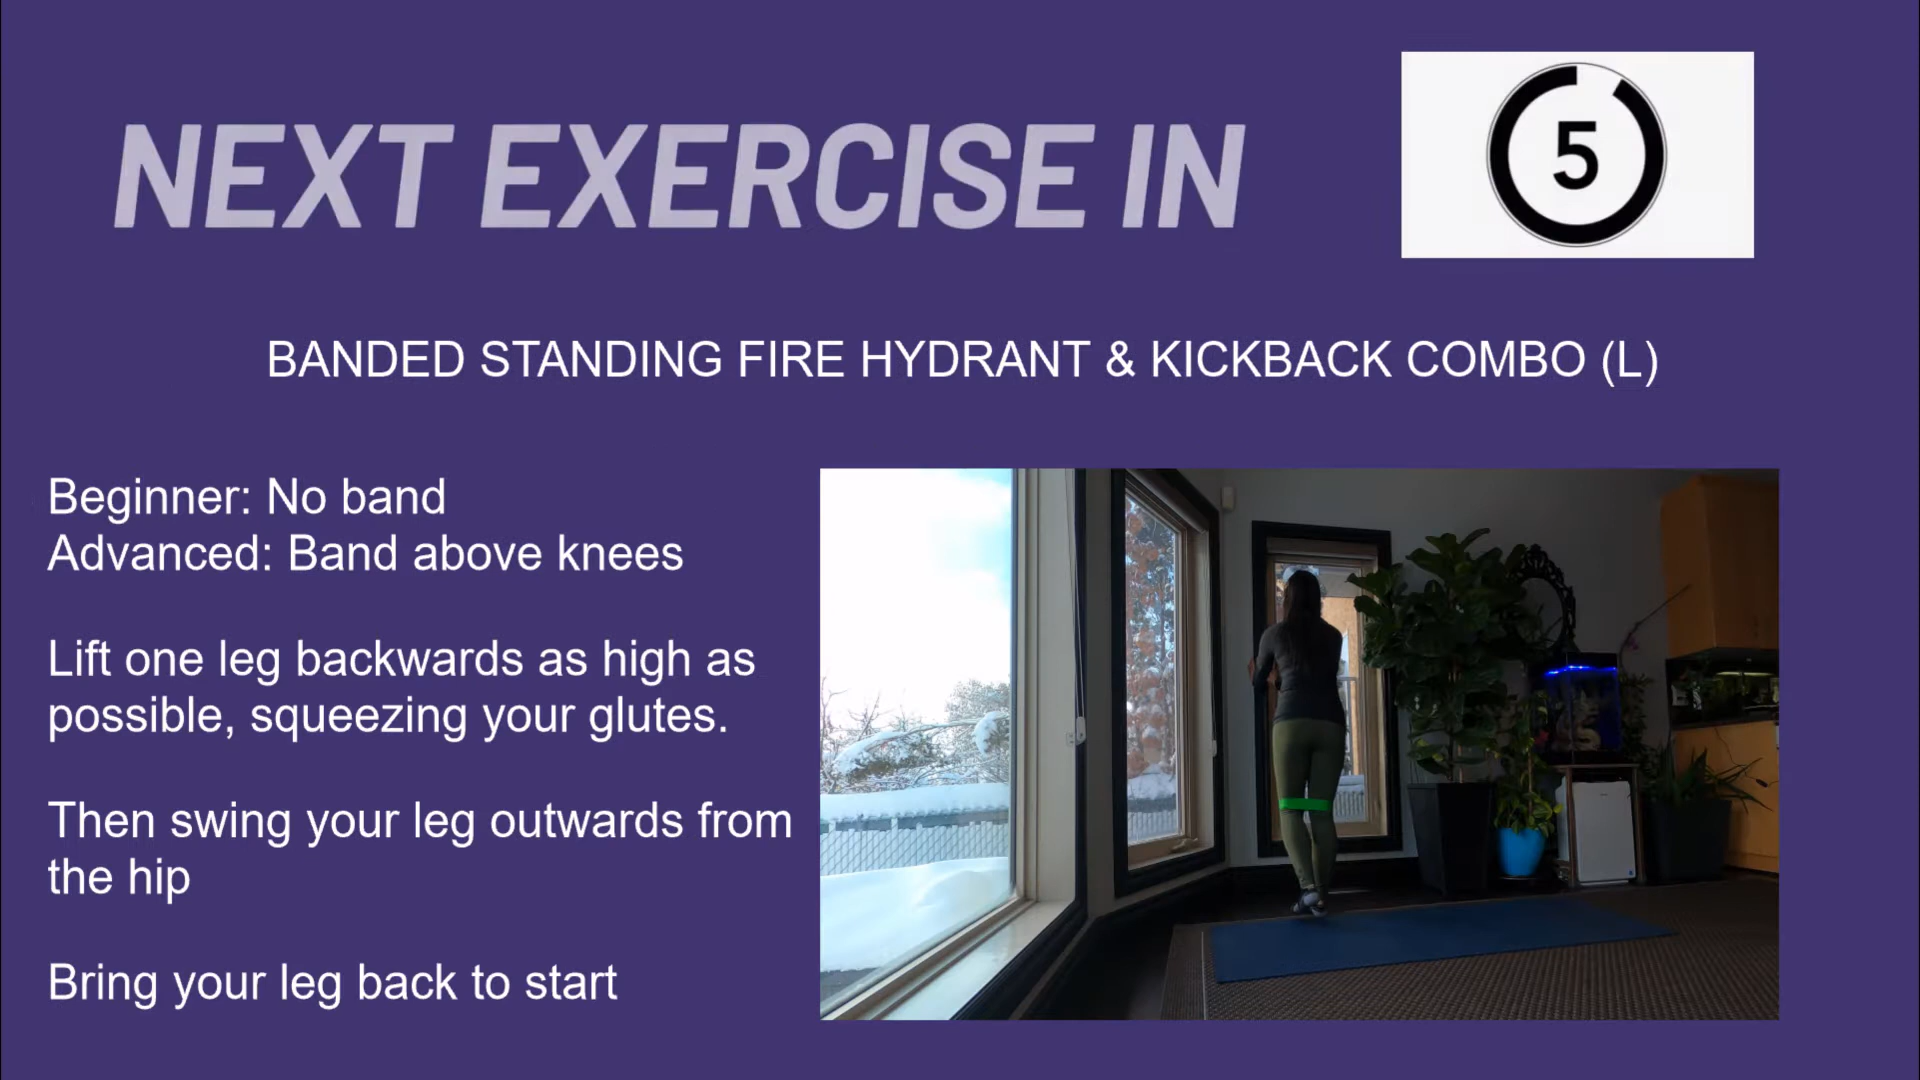 NEXT EXERCISE IN
5
BANDED STANDING FIRE HYDRANT & KICKBACK COMBO (L)
Beginner: No band
Advanced: Band above knees
Lift one leg backwards as high as
possible, squeezing your glutes.
Then swing your leg outwards from
the hip
Bring your leg back to start